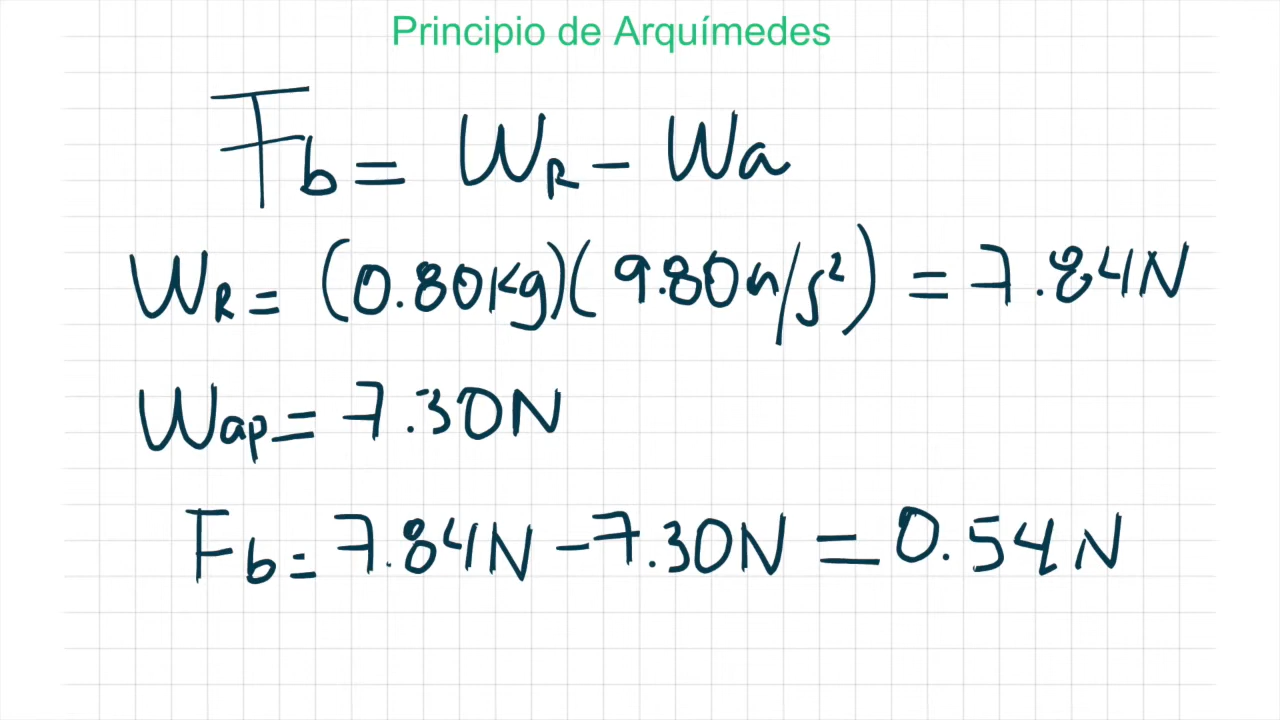 Principio de Arquímedes
Fb = WR - Wa
WR = (0.80Kg)(9.80m/s²) = 7.84N
Wap = 7.30N
Fb = 7.84N - 7.30N = 0.54N